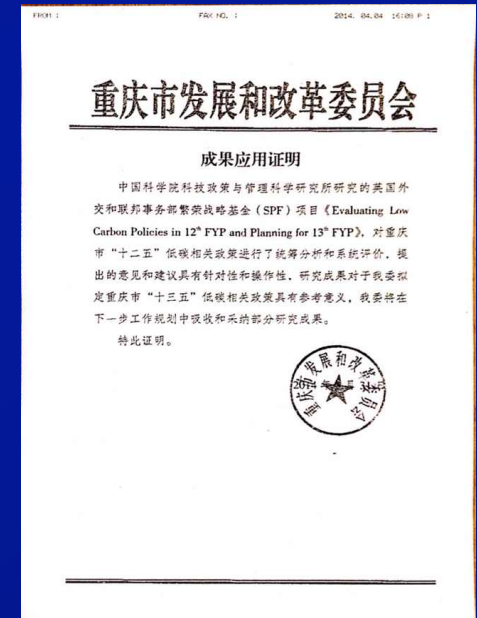 FROM : FAX NO. : 2014. 04.04 16:09 P 1
重庆市发展和改革委员会
成果应用证明
中国科学院科技政策与管理科学研究所研究的英国外
交和联邦事务部繁荣战略基金（SPF）项目《Evaluating Low
Carbon Policies in 12th FYP and Planning for 13th FYP》，对重庆
市“十二五”低碳相关政策进行了统筹分析和系统评价，提
出的意见和建议具有针对性和操作性，研究成果对于我委拟
定重庆市“十三五”低碳相关政策具有参考意义，我委将在
下一步工作规划中吸收和采纳部分研究成果。
特此证明。
重庆市发展和改革委员会